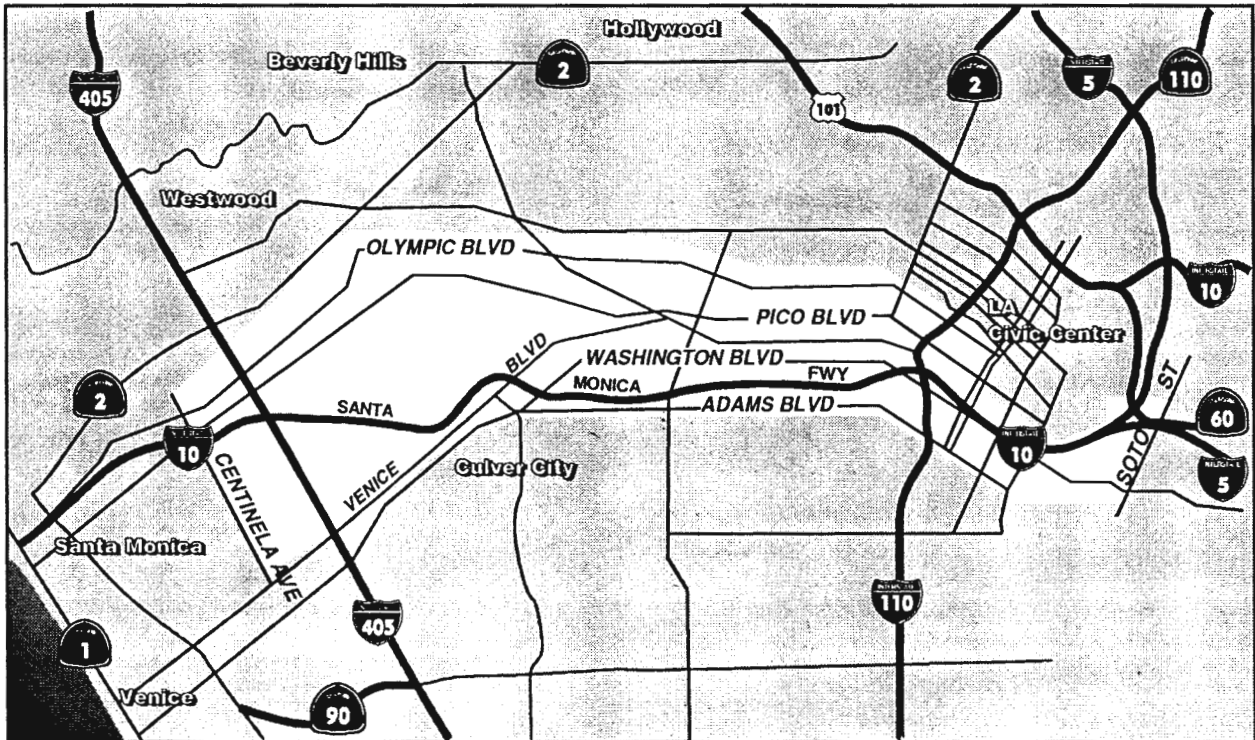 Hollywood
Beverly Hills
2
2
5
110
405
101
Westwood
OLYMPIC BLVD
10
LA
Civic Center
PICO BLVD
BLVD
WASHINGTON BLVD
MONICA
FWY
SANTA
ADAMS BLVD
2
10
CENTINELA AVE
VENICE
Culver City
10
SOTO ST
60
5
Santa Monica
110
405
1
Venice
90